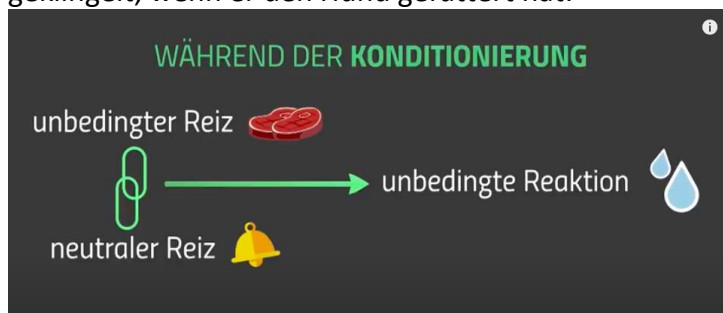 geklingelt, wenn er den Hund gefüttert hat.
WÄHREND DER KONDITIONIERUNG
unbedingter Reiz
unbedingte Reaktion
neutraler Reiz